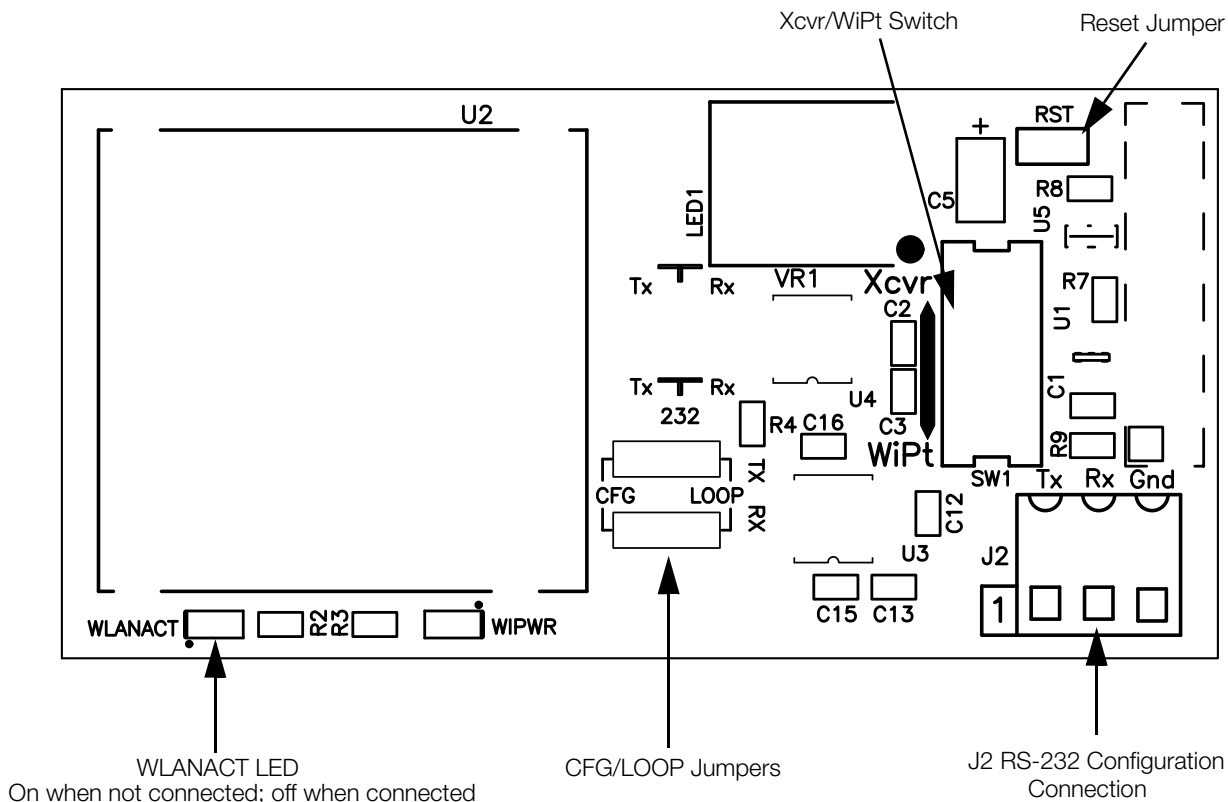 Xcvr/WiPt Switch
Reset Jumper
U2
RST
+
LED1
C5
R8
U5
Tx
Rx
VR1
Xcvr
R7
C2
U1
Tx
Rx
U4
C1
232
C3
R4
C16
WiPt
R9
CFG
LOOP
TX
SW1
Tx
Rx
Gnd
RX
C12
U3
J2
1
WLANACT
R2
R3
WIPWR
C15
C13
WLANACT LED
On when not connected; off when connected
CFG/LOOP Jumpers
J2 RS-232 Configuration
Connection